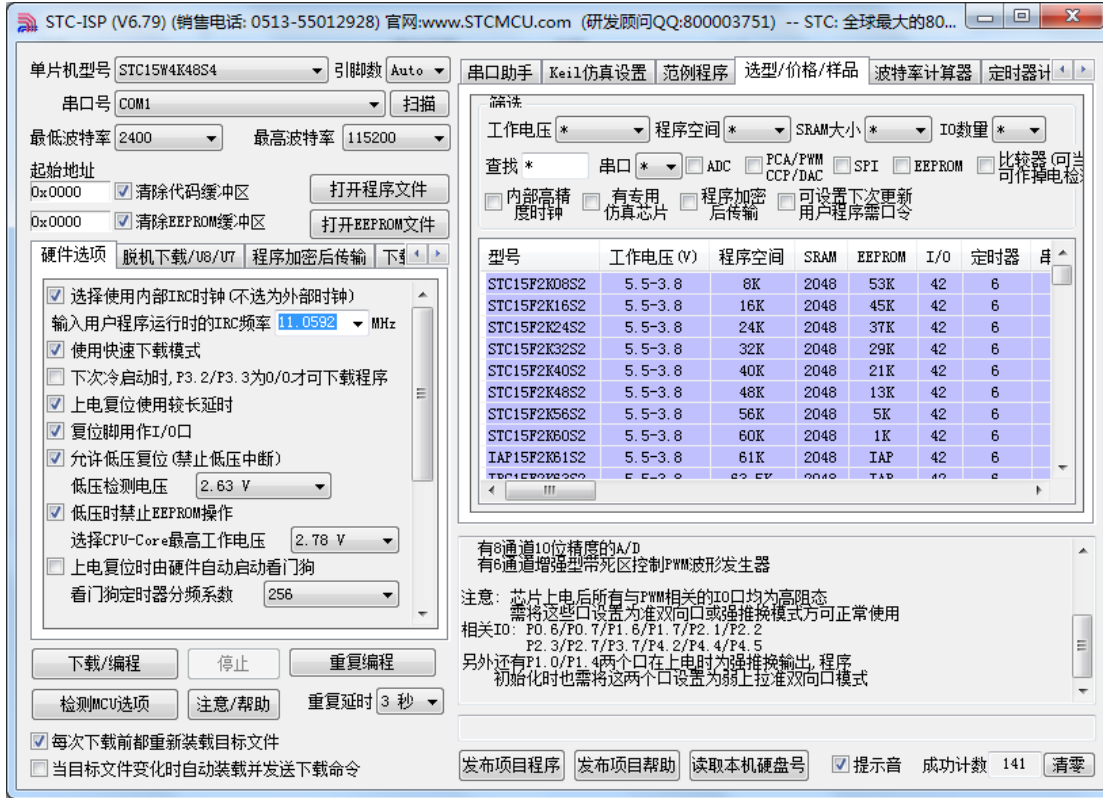 STC-ISP (V6.79) (销售电话: 0513-55012928) 官网:www.STCMCU.com (研发顾问QQ:800003751) -- STC: 全球最大的80...
单片机型号 STC15W4K48S4 引脚数 Auto
串口号 COM1 扫描
最低波特率 2400 最高波特率 115200
起始地址
0x0000 清除代码缓冲区 打开程序文件
0x0000 清除EEPROM缓冲区 打开EEPROM文件
硬件选项 脱机下载/U8/U7 程序加密后传输
选择使用内部IRC时钟(不选为外部时钟)
输入用户程序运行时的IRC频率 11.0592 MHz
使用快速下载模式
下次冷启动时,P3.2/P3.3为0/0才可下载程序
上电复位使用较长延时
复位脚用作I/O口
允许低压复位(禁止低压中断)
低压检测电压 2.63 V
低压时禁止EEPROM操作
选择CPU-Core最高工作电压 2.78 V
上电复位时由硬件自动启动看门狗
看门狗定时器分频系数 256
下载/编程 停止 重复编程
检测MCU选项 注意/帮助 重复延时 3 秒
每次下载前都重新装载目标文件
当目标文件变化时自动装载并发送下载命令
串口助手 Keil仿真设置 范例程序 选型/价格/样品 波特率计算器 定时器计
筛选
工作电压 * 程序空间 * SRAM大小 * IO数量 *
查找 * 串口 * ADC PCA/PWM CCP/DAC SPI EEPROM 比较器(可当 可作掉电检
内部高精度时钟 有专用仿真芯片 程序加密后传输 可设置下次更新用户程序需口令
型号 工作电压(V) 程序空间 SRAM EEPROM I/O 定时器 串
STC15F2K08S2 5.5-3.8 8K 2048 53K 42 6
STC15F2K16S2 5.5-3.8 16K 2048 45K 42 6
STC15F2K24S2 5.5-3.8 24K 2048 37K 42 6
STC15F2K32S2 5.5-3.8 32K 2048 29K 42 6
STC15F2K40S2 5.5-3.8 40K 2048 21K 42 6
STC15F2K48S2 5.5-3.8 48K 2048 13K 42 6
STC15F2K56S2 5.5-3.8 56K 2048 5K 42 6
STC15F2K60S2 5.5-3.8 60K 2048 1K 42 6
IAP15F2K61S2 5.5-3.8 61K 2048 IAP 42 6
有8通道10位精度的A/D
有6通道增强型带死区控制PWM波形发生器
注意: 芯片上电后所有与PWM相关的IO口均为高阻态
需将这些口设置为准双向口或强推换模式方可正常使用
相关IO: P0.6/P0.7/P1.6/P1.7/P2.1/P2.2
P2.3/P2.7/P3.7/P4.2/P4.4/P4.5
另外还有P1.0/P1.4两个口在上电时为强推换输出,程序
初始化时也需将这两个口设置为弱上拉准双向口模式
发布项目程序 发布项目帮助 读取本机硬盘号 提示音 成功计数 141 清零